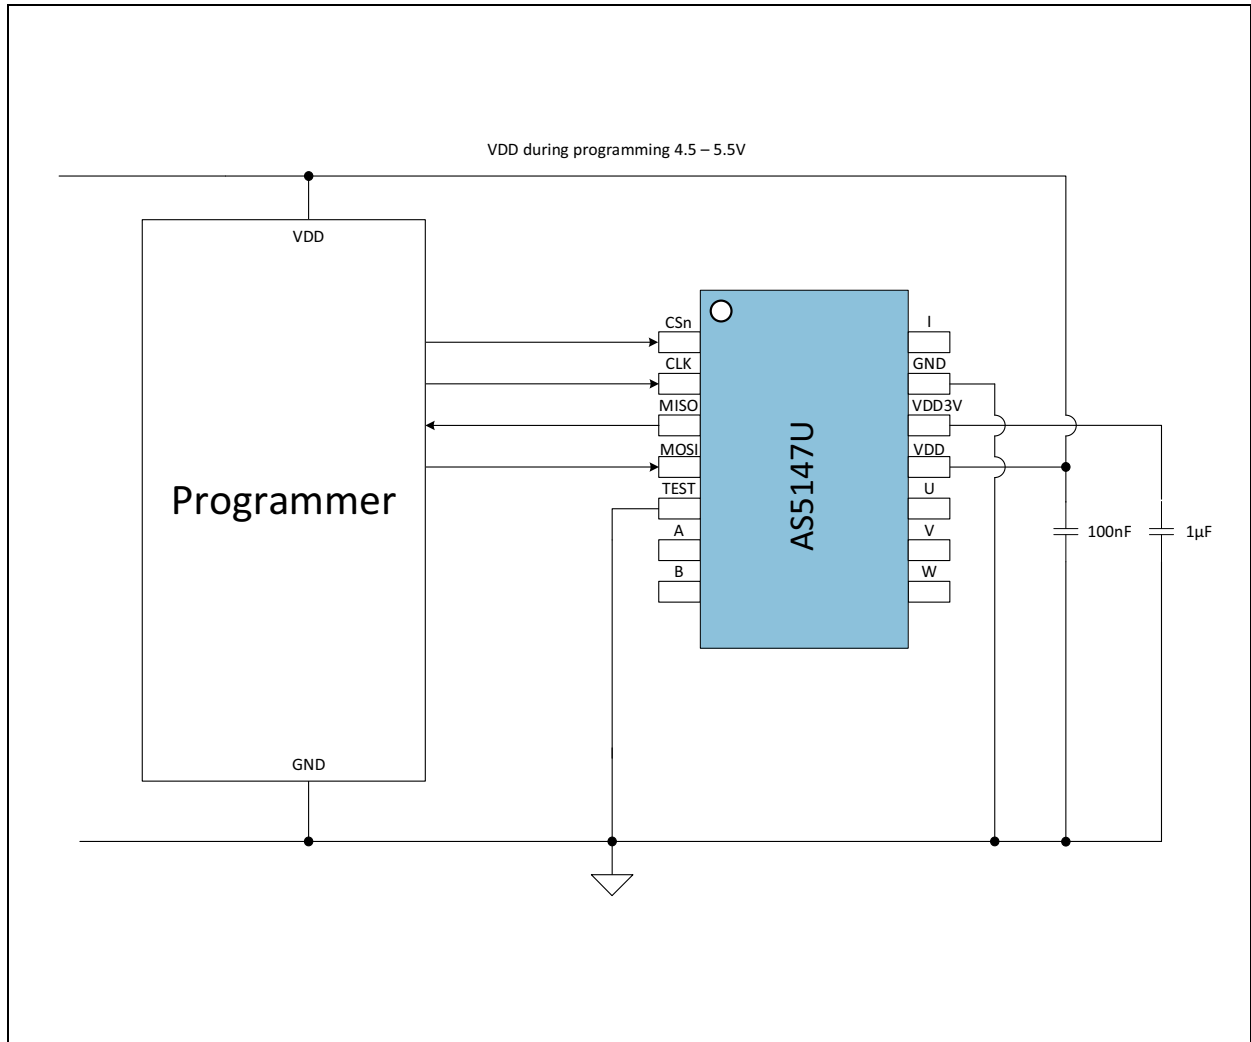 VDD during programming 4.5 – 5.5V
VDD
Programmer
GND
CSn
CLK
MISO
MOSI
TEST
A
B
AS5147U
I
GND
VDD3V
VDD
U
V
W
100nF
1µF